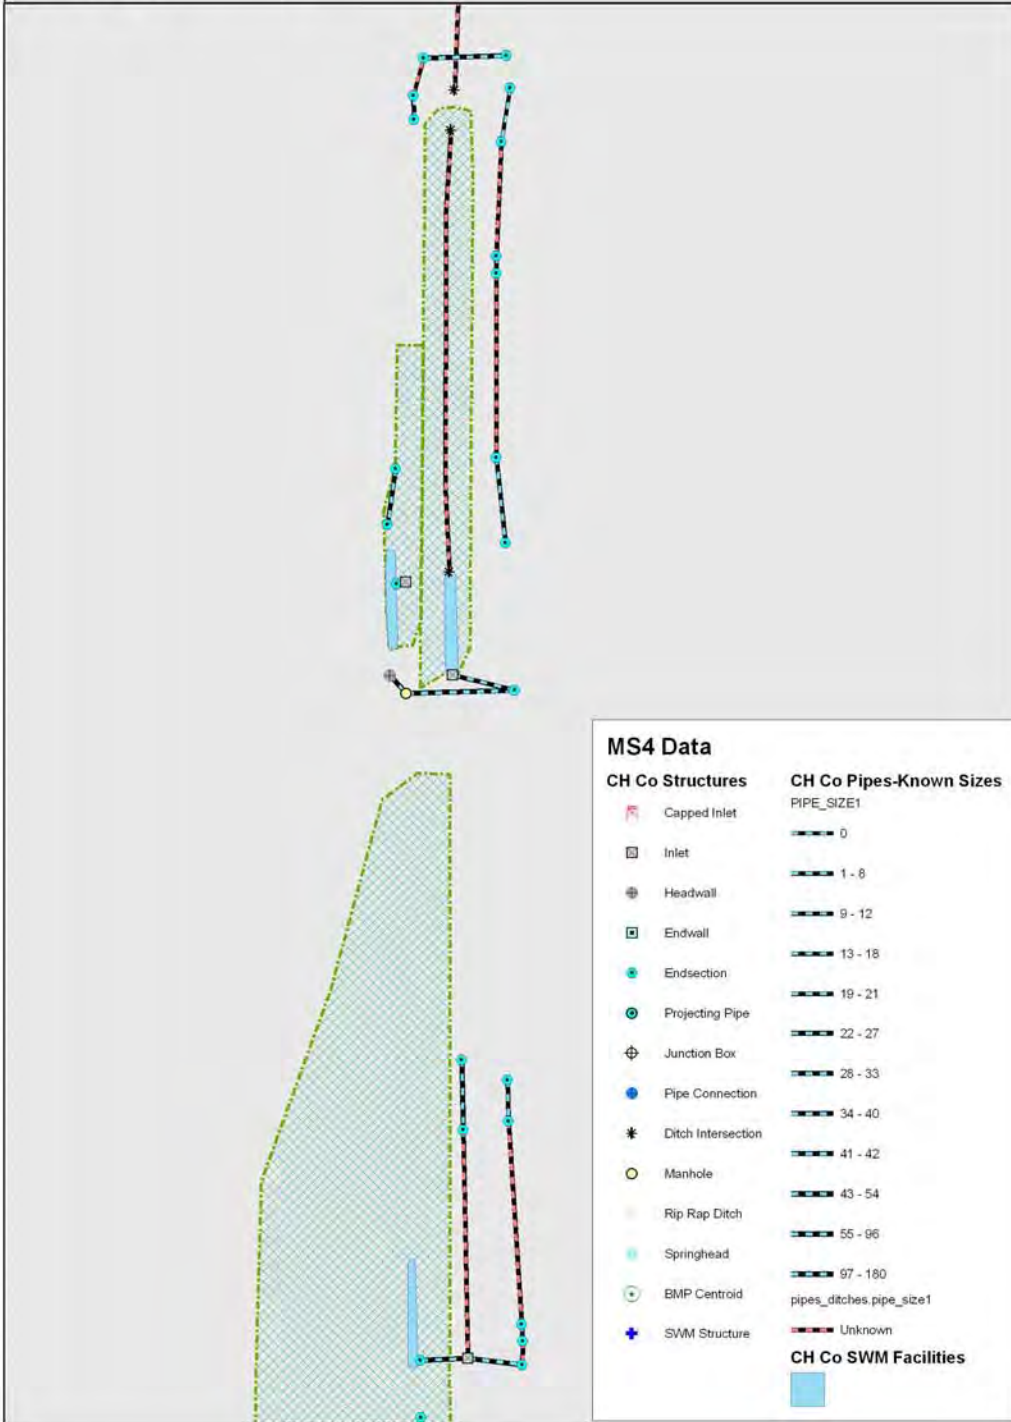 MS4 Data
CH Co Structures
Capped Inlet
Inlet
Headwall
Endwall
Endsection
Projecting Pipe
Junction Box
Pipe Connection
Ditch Intersection
Manhole
Rip Rap Ditch
Springhead
BMP Centroid
SWM Structure
CH Co Pipes-Known Sizes
PIPE_SIZE1
0
1 - 8
9 - 12
13 - 18
19 - 21
22 - 27
28 - 33
34 - 40
41 - 42
43 - 54
55 - 96
97 - 180
pipes_ditches.pipe_size1
Unknown
CH Co SWM Facilities